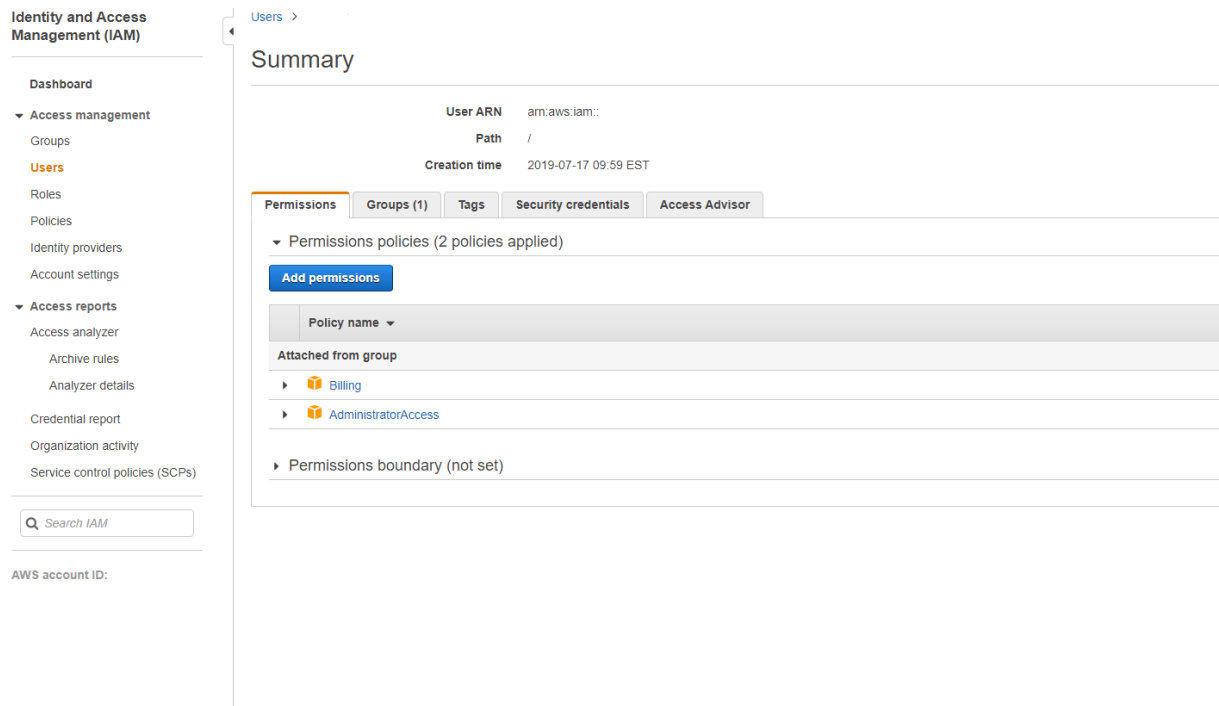 Identity and Access
Management (IAM)
Dashboard
Access management
Groups
Users
Roles
Policies
Identity providers
Account settings
Access reports
Access analyzer
Archive rules
Analyzer details
Credential report
Organization activity
Service control policies (SCPs)
Search IAM
AWS account ID:
Users >
Summary
User ARN arn:aws:iam::
Path /
Creation time 2019-07-17 09:59 EST
Permissions Groups (1) Tags Security credentials Access Advisor
Permissions policies (2 policies applied)
Add permissions
Policy name
Attached from group
Billing
AdministratorAccess
Permissions boundary (not set)